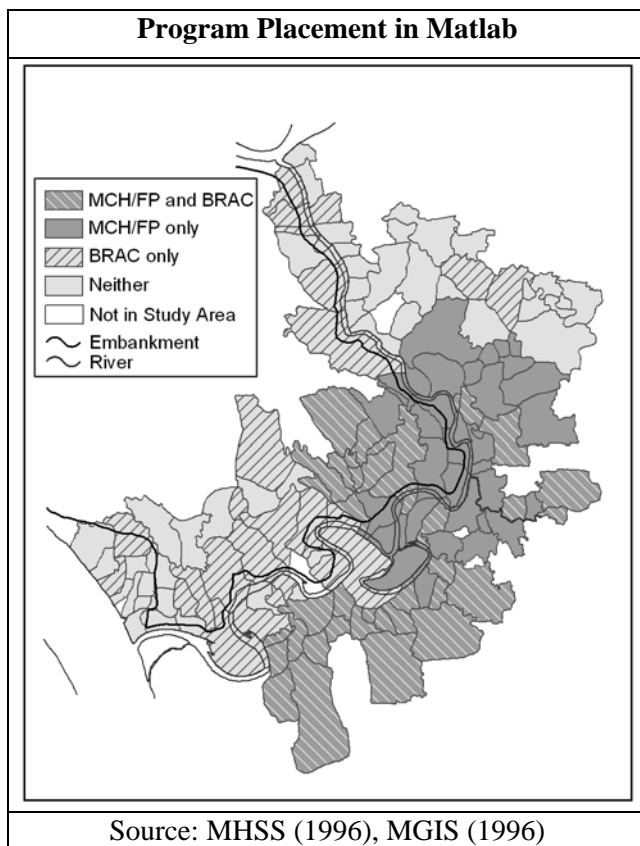 Program Placement in Matlab
MCH/FP and BRAC
MCH/FP only
BRAC only
Neither
Not in Study Area
Embankment
River
Source: MHSS (1996), MGIS (1996)